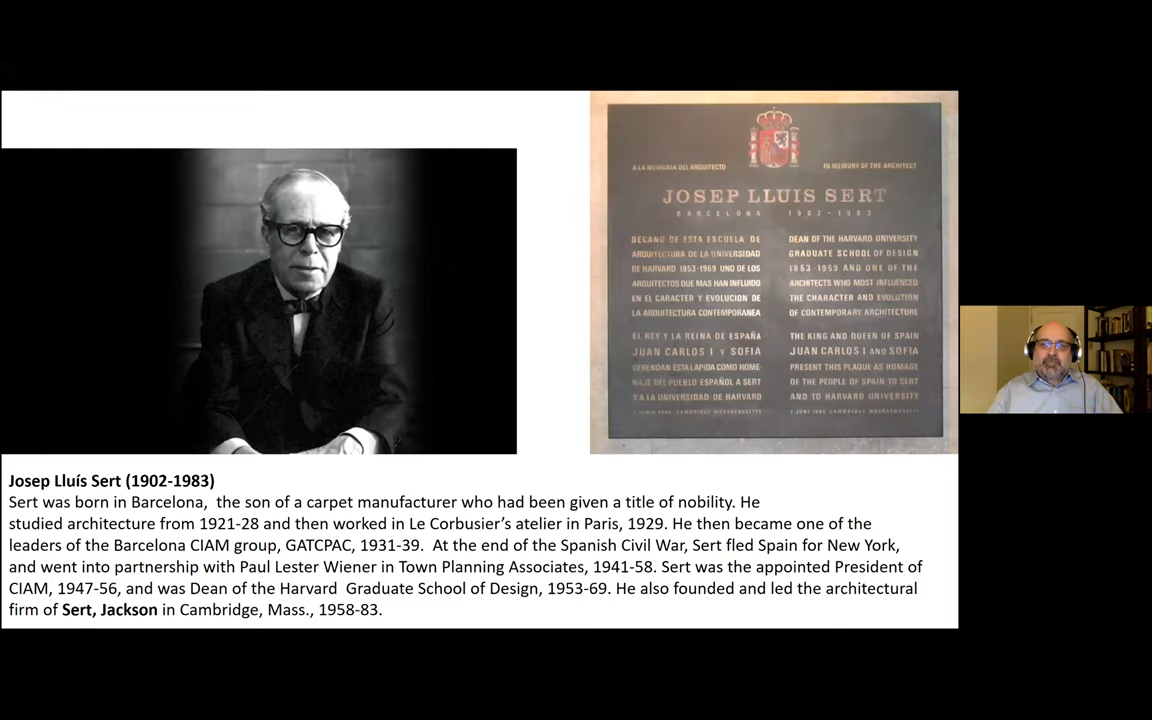 A LA MEMORIA DEL ARQUITECTO
IN MEMORY OF THE ARCHITECT
JOSEP LLUIS SERT
BARCELONA 1902-1983
DECANO DE ESTA ESCUELA DE
ARQUITECTURA DE LA UNIVERSIDAD
DE HARVARD 1953-1969 UNO DE LOS
ARQUITECTOS QUE MAS HAN INFLUIDO
EN EL CARACTER Y EVOLUCION DE
LA ARQUITECTURA CONTEMPORANEA
EL REY Y LA REINA DE ESPAÑA
JUAN CARLOS I Y SOFIA
OFRENDAN ESTA LAPIDA COMO HOME-
NAJE DEL PUEBLO ESPAÑOL A SERT
Y A LA UNIVERSIDAD DE HARVARD
CAMBRIDGE MASSACHUSETTS
DEAN OF THE HARVARD UNIVERSITY
GRADUATE SCHOOL OF DESIGN
1953-1969 AND ONE OF THE
ARCHITECTS WHO MOST INFLUENCED
THE CHARACTER AND EVOLUTION
OF CONTEMPORARY ARCHITECTURE
THE KING AND QUEEN OF SPAIN
JUAN CARLOS I AND SOFIA
PRESENT THIS PLAQUE AS HOMAGE
OF THE PEOPLE OF SPAIN TO SERT
AND TO HARVARD UNIVERSITY
CAMBRIDGE MASSACHUSETTS
Josep Lluís Sert (1902-1983)
Sert was born in Barcelona, the son of a carpet manufacturer who had been given a title of nobility. He
studied architecture from 1921-28 and then worked in Le Corbusier’s atelier in Paris, 1929. He then became one of the
leaders of the Barcelona CIAM group, GATCPAC, 1931-39. At the end of the Spanish Civil War, Sert fled Spain for New York,
and went into partnership with Paul Lester Wiener in Town Planning Associates, 1941-58. Sert was the appointed President of
CIAM, 1947-56, and was Dean of the Harvard Graduate School of Design, 1953-69. He also founded and led the architectural
firm of Sert, Jackson in Cambridge, Mass., 1958-83.